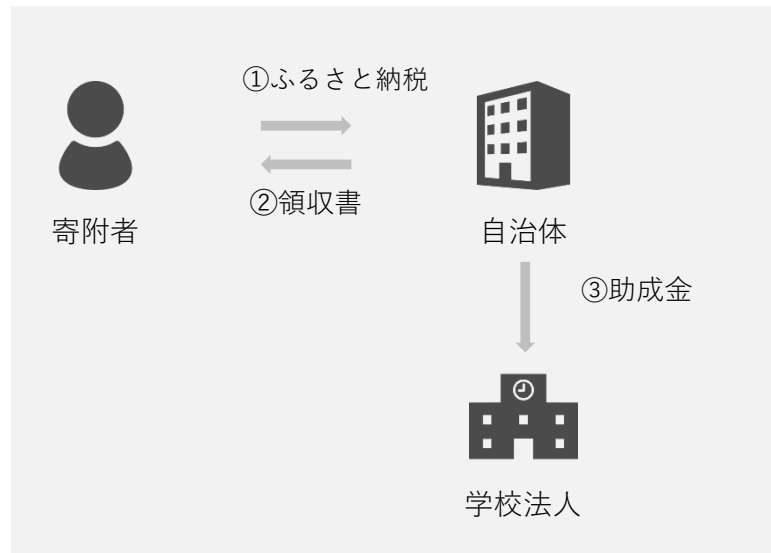 ①ふるさと納税
②領収書
寄附者
自治体
③助成金
学校法人